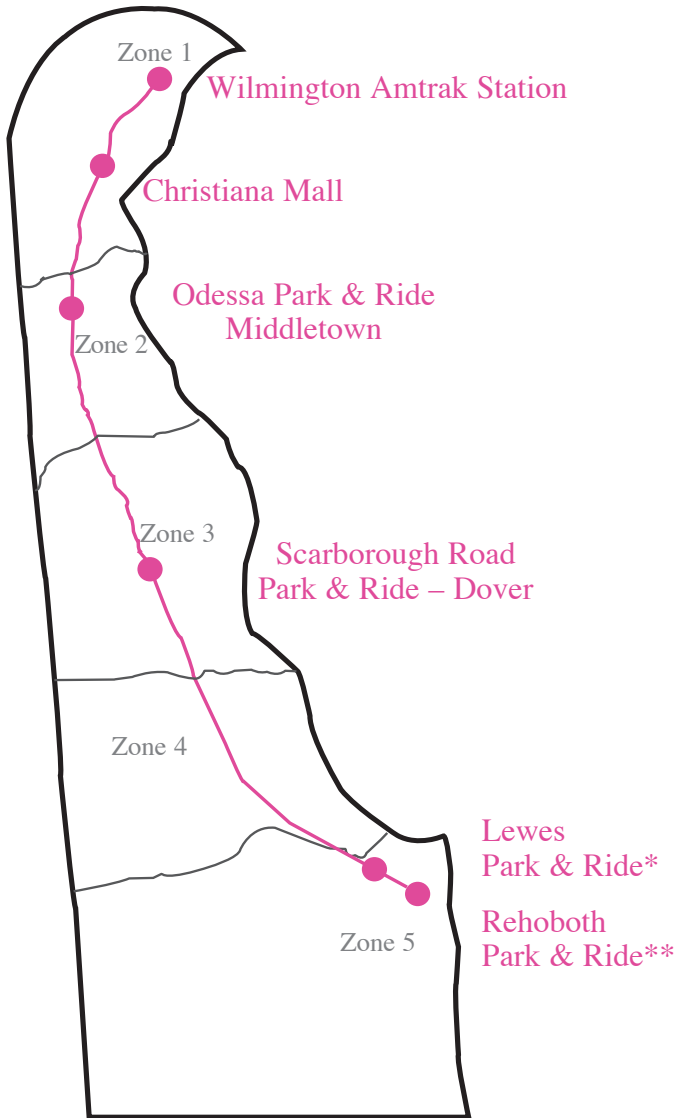 Zone 1
Wilmington Amtrak Station
Christiana Mall
Odessa Park & Ride
Middletown
Zone 2
Zone 3
Scarborough Road
Park & Ride – Dover
Zone 4
Lewes
Park & Ride*
Rehoboth
Park & Ride**
Zone 5